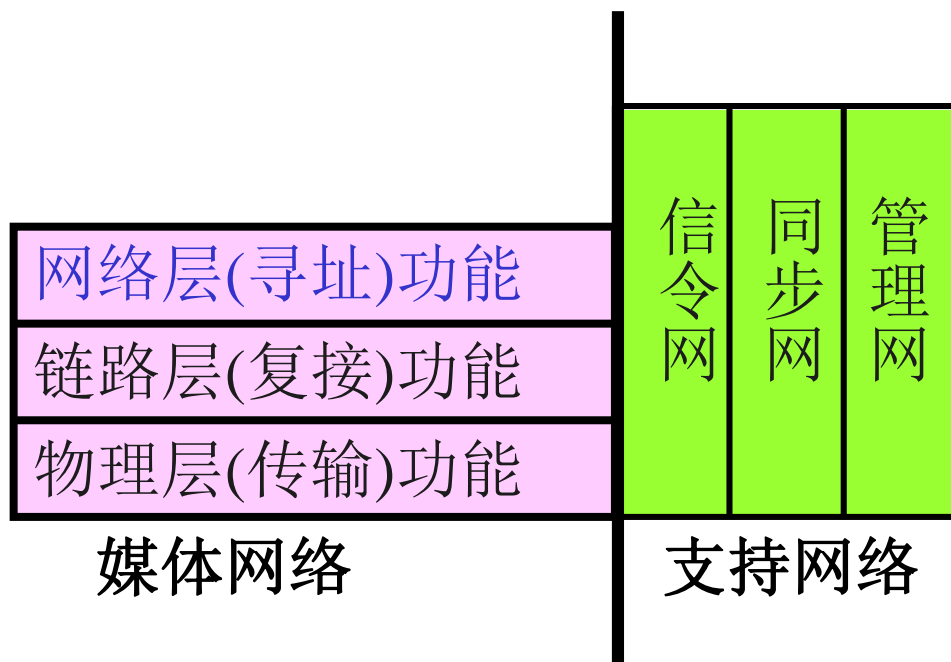 网络层(寻址)功能
链路层(复接)功能
物理层(传输)功能
媒体网络
信令网
同步网
管理网
支持网络